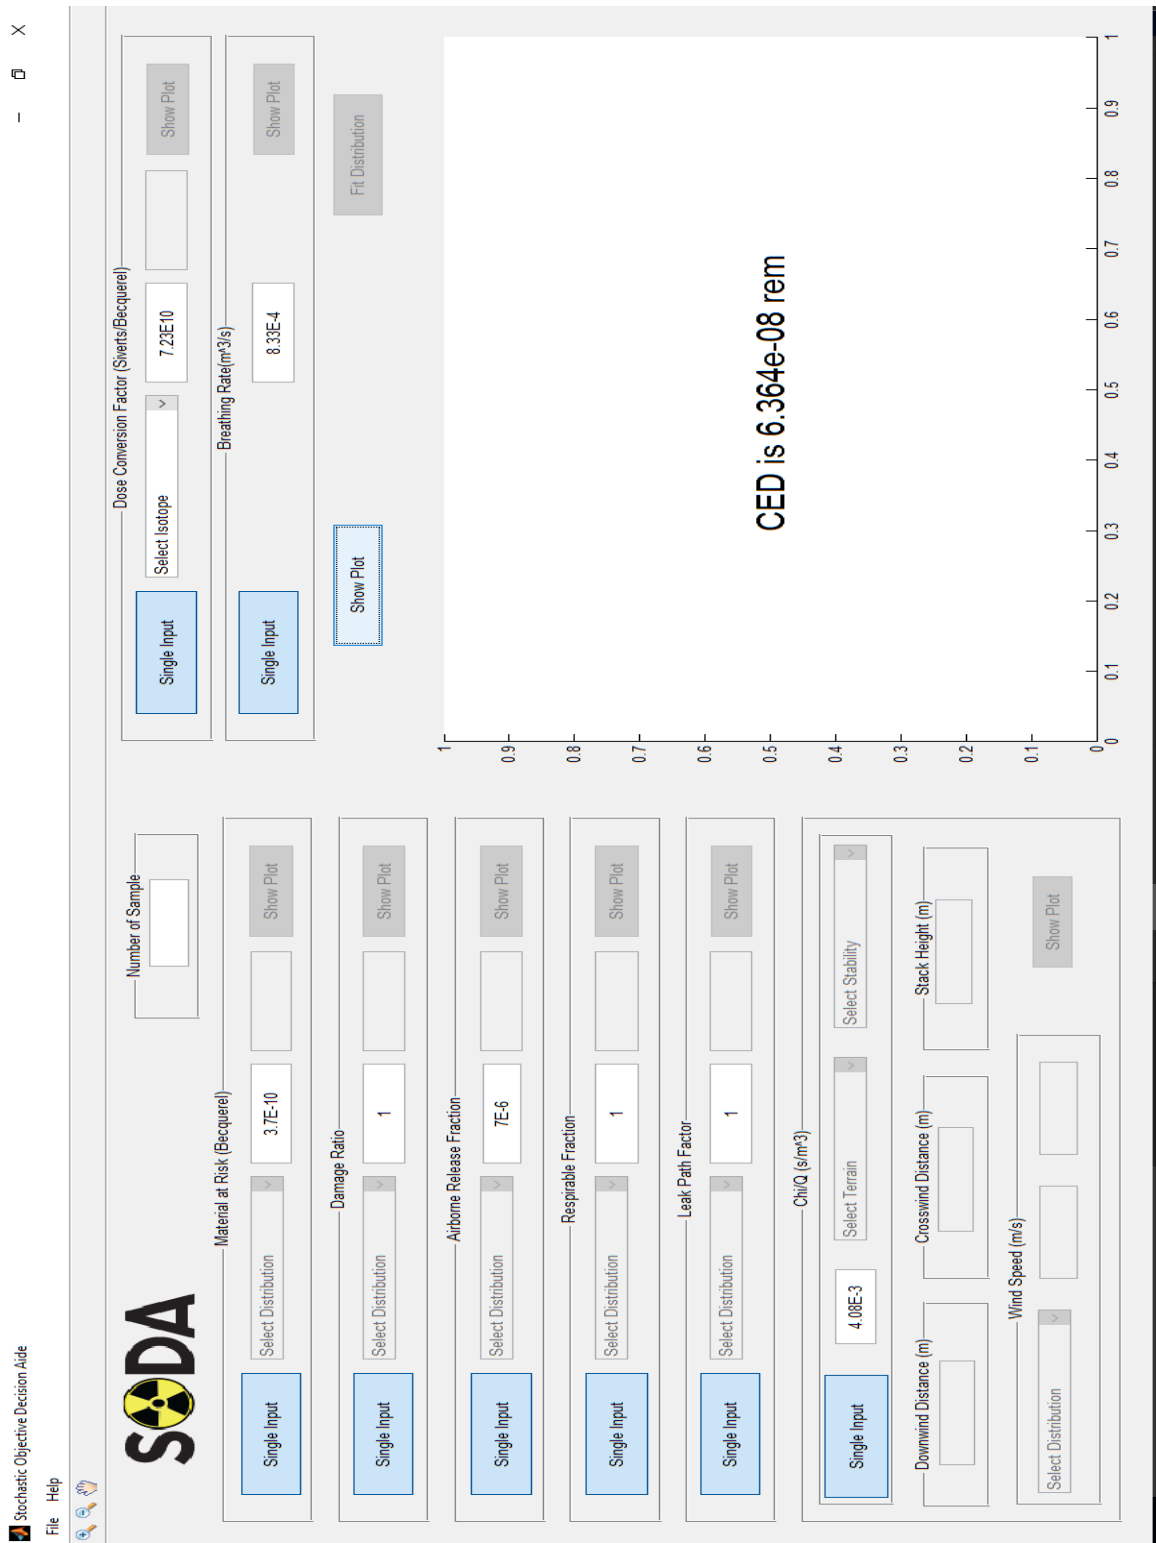 Stochastic Objective Decision Aide
File Help
SODA
Number of Sample
Material at Risk (Becquerel)
Single Input
Select Distribution
3.7E-10
Show Plot
Damage Ratio
Single Input
Select Distribution
1
Show Plot
Airborne Release Fraction
Single Input
Select Distribution
7E-6
Show Plot
Respirable Fraction
Single Input
Select Distribution
1
Show Plot
Leak Path Factor
Single Input
Select Distribution
1
Show Plot
Chi/Q (s/m^3)
Single Input
4.08E-3
Select Terrain
Select Stability
Downwind Distance (m)
Crosswind Distance (m)
Stack Height (m)
Wind Speed (m/s)
Select Distribution
Show Plot
Dose Conversion Factor (Siverts/Becquerel)
Single Input
Select Isotope
7.23E10
Show Plot
Breathing Rate(m^3/s)
Single Input
8.33E-4
Show Plot
Show Plot
Fit Distribution
1
0.9
0.8
0.7
0.6
0.5
0.4
0.3
0.2
0.1
0
CED is 6.364e-08 rem
0 0.1 0.2 0.3 0.4 0.5 0.6 0.7 0.8 0.9 1